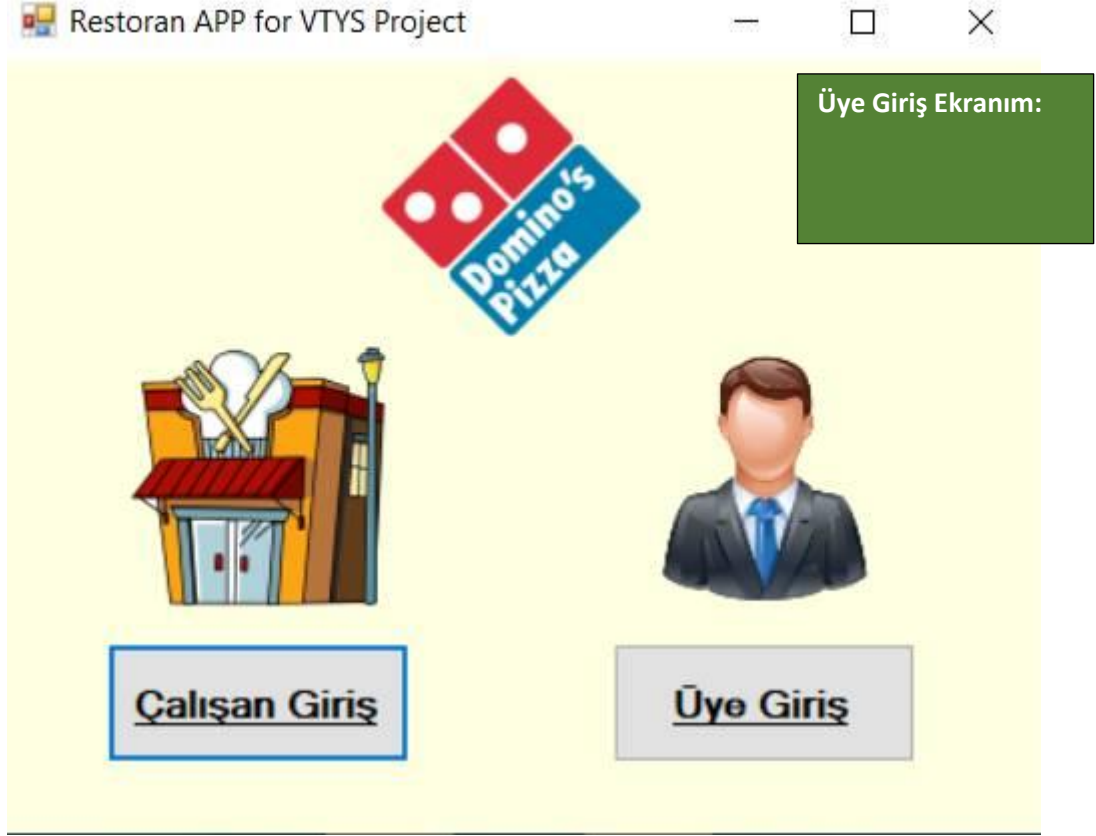 Restoran APP for VTYS Project
Üye Giriş Ekranım:
Domino's
Pizza
Çalışan Giriş
Üye Giriş